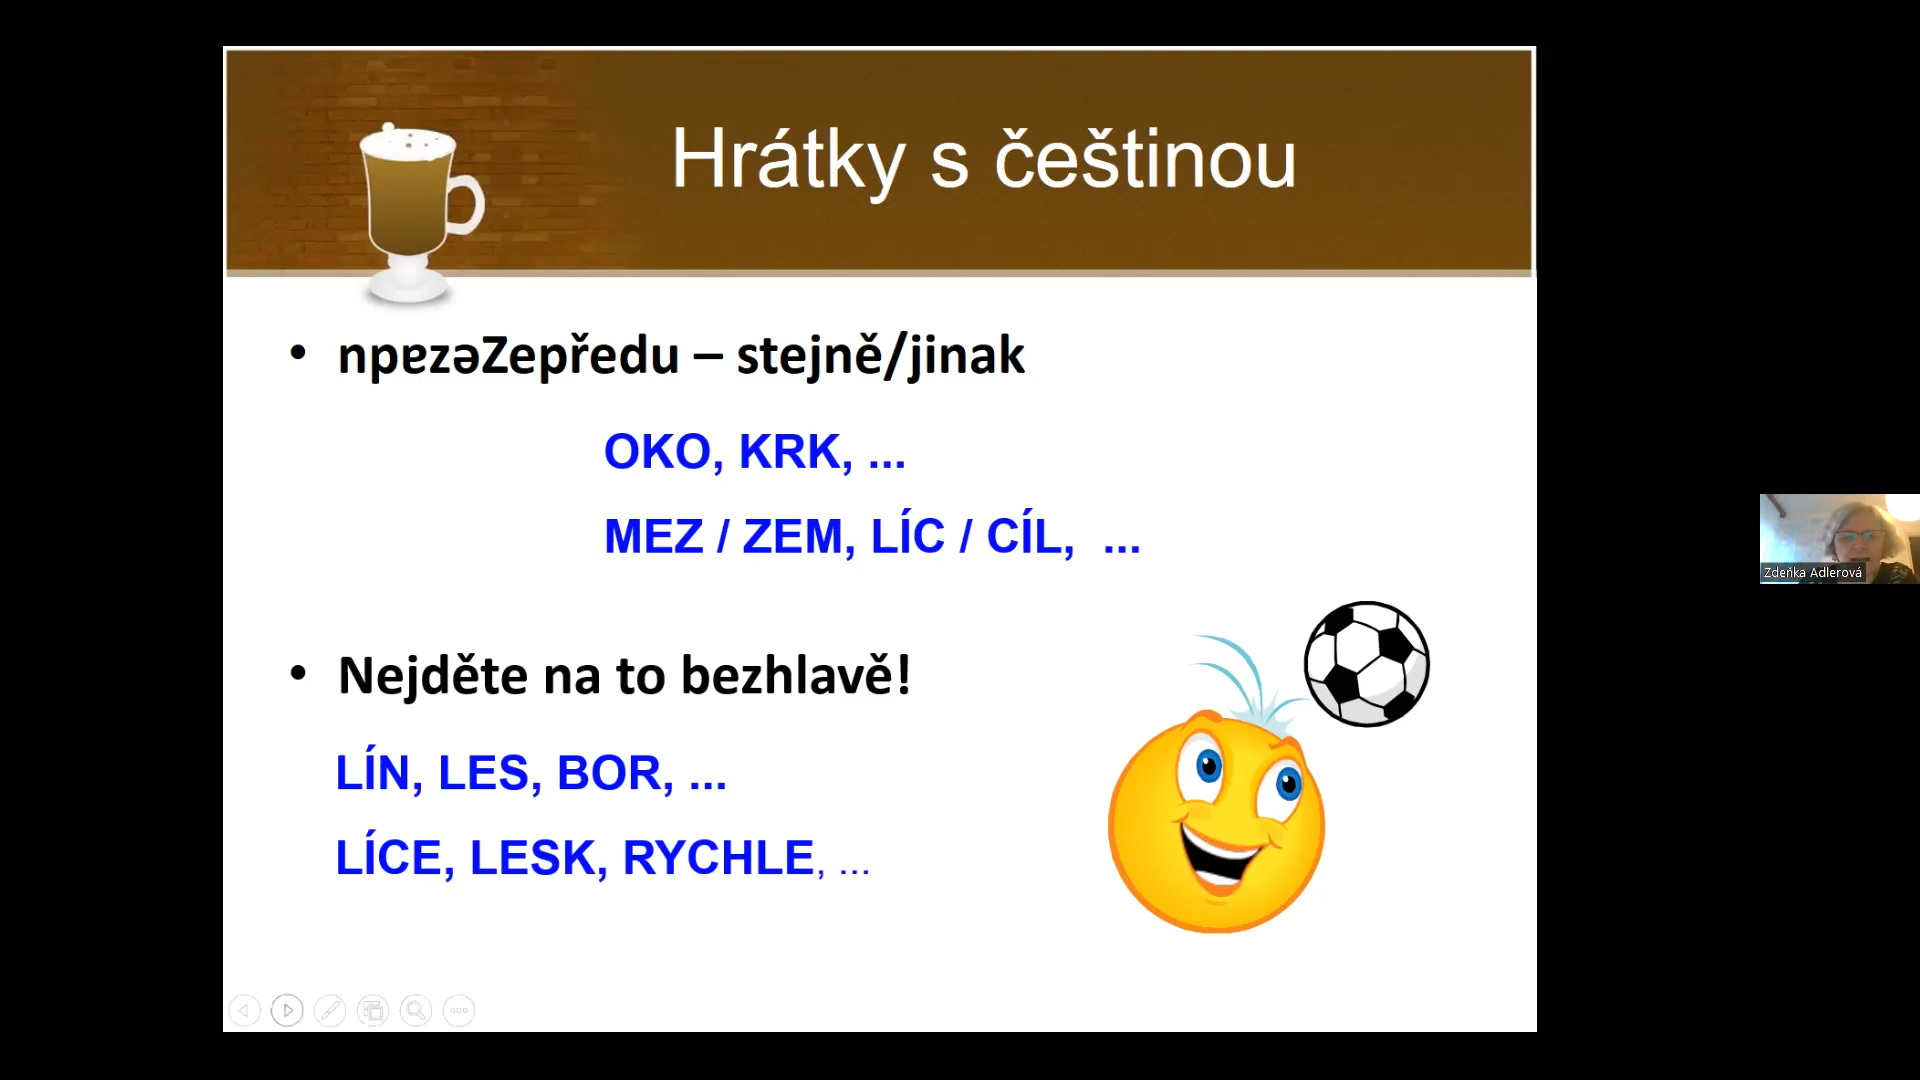 Hrátky s češtinou
• npɐzǝZepředu – stejně/jinak
OKO, KRK, ...
MEZ / ZEM, LÍC / CÍL, ...
• Nejděte na to bezhlavě!
LÍN, LES, BOR, ...
LÍCE, LESK, RYCHLE, ...
Zdeňka Adlerová